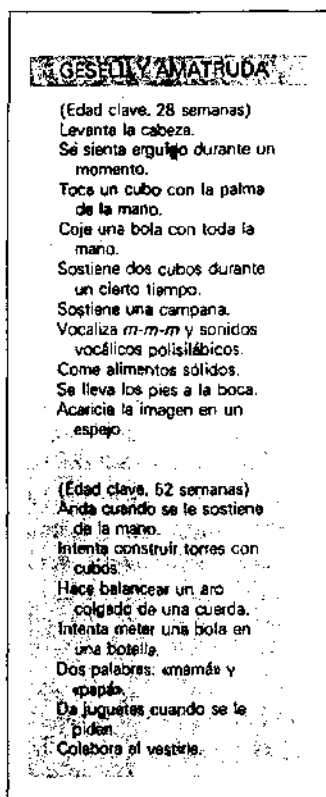 GESELL Y AMATRUDA
(Edad clave, 28 semanas)
Levanta la cabeza.
Se sienta erguido durante un
momento.
Toca un cubo con la palma
de la mano.
Coje una bola con toda la
mano.
Sostiene dos cubos durante
un cierto tiempo.
Sostiene una campana.
Vocaliza m-m-m y sonidos
vocálicos polisilábicos.
Come alimentos sólidos.
Se lleva los pies a la boca.
Acaricia la imagen en un
espejo.
(Edad clave, 52 semanas)
Anda cuando se le sostiene
de la mano.
Intenta construir torres con
cubos.
Hace balancear un aro
colgado de una cuerda.
Intenta meter una bola en
una botella.
Dos palabras: «mamá» y
«papá».
Da juguetes cuando se le
piden.
Colabora al vestirle.